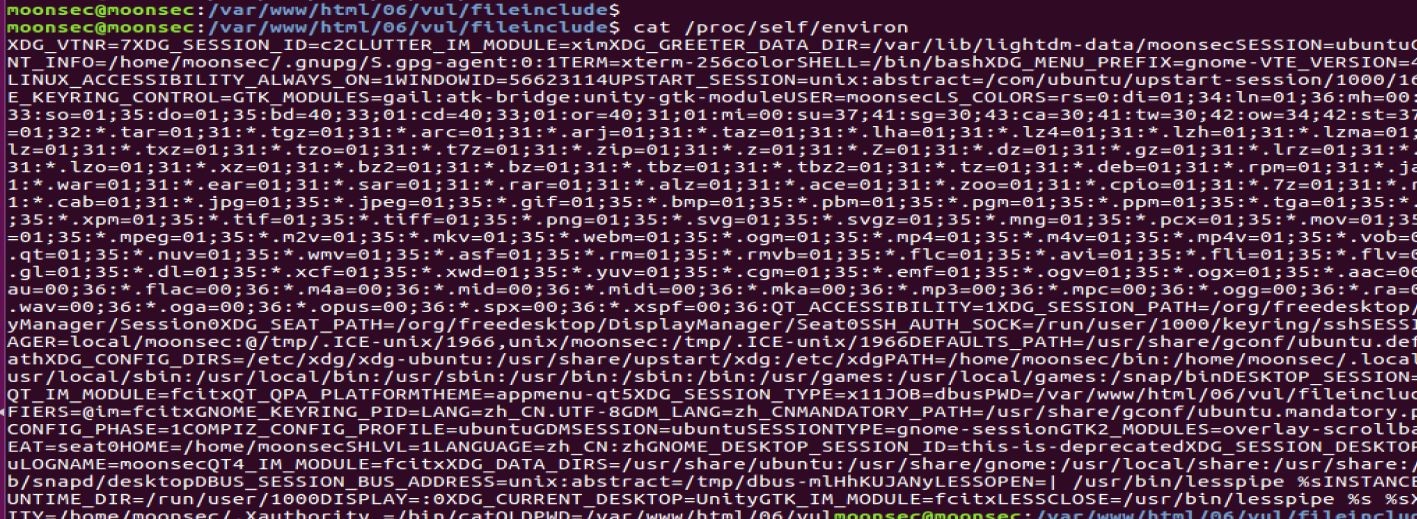 moonsec@moonsec:/var/www/html/06/vul/fileinclude$
moonsec@moonsec:/var/www/html/06/vul/fileinclude$ cat /proc/self/environ
XDG_VTNR=7XDG_SESSION_ID=c2CLUTTER_IM_MODULE=ximXDG_GREETER_DATA_DIR=/var/lib/lightdm-data/moonsecSESSION=ubuntuG
NT_INFO=/home/moonsec/.gnupg/S.gpg-agent:0:1TERM=xterm-256colorSHELL=/bin/bashXDG_MENU_PREFIX=gnome-VTE_VERSION=4
LINUX_ACCESSIBILITY_ALWAYS_ON=1WINDOWID=56623114UPSTART_SESSION=unix:abstract=/com/ubuntu/upstart-session/1000/16
E_KEYRING_CONTROL=GTK_MODULES=gail:atk-bridge:unity-gtk-moduleUSER=moonsecLS_COLORS=rs=0:di=01;34:ln=01;36:mh=00:
33:so=01;35:do=01;35:bd=40;33;01:cd=40;33;01:or=40;31;01:mi=00:su=37;41:sg=30;43:ca=30;41:tw=30;42:ow=34;42:st=37
=01;32:*.tar=01;31:*.tgz=01;31:*.arc=01;31:*.arj=01;31:*.taz=01;31:*.lha=01;31:*.lz4=01;31:*.lzh=01;31:*.lzma=01;
lz=01;31:*.txz=01;31:*.tzo=01;31:*.t7z=01;31:*.zip=01;31:*.z=01;31:*.Z=01;31:*.dz=01;31:*.gz=01;31:*.lrz=01;31:*.
31:*.lzo=01;31:*.xz=01;31:*.bz2=01;31:*.bz=01;31:*.tbz=01;31:*.tbz2=01;31:*.tz=01;31:*.deb=01;31:*.rpm=01;31:*.ja
1:*.war=01;31:*.ear=01;31:*.sar=01;31:*.rar=01;31:*.alz=01;31:*.ace=01;31:*.zoo=01;31:*.cpio=01;31:*.7z=01;31:*.r
1:*.cab=01;31:*.jpg=01;35:*.jpeg=01;35:*.gif=01;35:*.bmp=01;35:*.pbm=01;35:*.pgm=01;35:*.ppm=01;35:*.tga=01;35:*.
;35:*.xpm=01;35:*.tif=01;35:*.tiff=01;35:*.png=01;35:*.svg=01;35:*.svgz=01;35:*.mng=01;35:*.pcx=01;35:*.mov=01;35
=01;35:*.mpeg=01;35:*.m2v=01;35:*.mkv=01;35:*.webm=01;35:*.ogm=01;35:*.mp4=01;35:*.m4v=01;35:*.mp4v=01;35:*.vob=0
.qt=01;35:*.nuv=01;35:*.wmv=01;35:*.asf=01;35:*.rm=01;35:*.rmvb=01;35:*.flc=01;35:*.avi=01;35:*.fli=01;35:*.flv=0
.gl=01;35:*.dl=01;35:*.xcf=01;35:*.xwd=01;35:*.yuv=01;35:*.cgm=01;35:*.emf=01;35:*.ogv=01;35:*.ogx=01;35:*.aac=00
au=00;36:*.flac=00;36:*.m4a=00;36:*.mid=00;36:*.midi=00;36:*.mka=00;36:*.mp3=00;36:*.mpc=00;36:*.ogg=00;36:*.ra=0
.wav=00;36:*.oga=00;36:*.opus=00;36:*.spx=00;36:*.xspf=00;36:QT_ACCESSIBILITY=1XDG_SESSION_PATH=/org/freedesktop/
yManager/Session0XDG_SEAT_PATH=/org/freedesktop/DisplayManager/Seat0SSH_AUTH_SOCK=/run/user/1000/keyring/sshSESSI
AGER=local/moonsec:@/tmp/.ICE-unix/1966,unix/moonsec:/tmp/.ICE-unix/1966DEFAULTS_PATH=/usr/share/gconf/ubuntu.def
athXDG_CONFIG_DIRS=/etc/xdg/xdg-ubuntu:/usr/share/upstart/xdg:/etc/xdgPATH=/home/moonsec/bin:/home/moonsec/.local
usr/local/sbin:/usr/local/bin:/usr/sbin:/usr/bin:/sbin:/bin:/usr/games:/usr/local/games:/snap/binDESKTOP_SESSION=
QT_IM_MODULE=fcitxQT_QPA_PLATFORMTHEME=appmenu-qt5XDG_SESSION_TYPE=x11JOB=dbusPWD=/var/www/html/06/vul/fileinclud
FIERS=@im=fcitxGNOME_KEYRING_PID=LANG=zh_CN.UTF-8GDM_LANG=zh_CNMANDATORY_PATH=/usr/share/gconf/ubuntu.mandatory.p
CONFIG_PHASE=1COMPIZ_CONFIG_PROFILE=ubuntuGDMSESSION=ubuntuSESSIONTYPE=gnome-sessionGTK2_MODULES=overlay-scrollba
EAT=seat0HOME=/home/moonsecSHLVL=1LANGUAGE=zh_CN:zhGNOME_DESKTOP_SESSION_ID=this-is-deprecatedXDG_SESSION_DESKTOP
uLOGNAME=moonsecQT4_IM_MODULE=fcitxXDG_DATA_DIRS=/usr/share/ubuntu:/usr/share/gnome:/usr/local/share:/usr/share:/
b/snapd/desktopDBUS_SESSION_BUS_ADDRESS=unix:abstract=/tmp/dbus-mlHhKUJANyLESSOPEN=| /usr/bin/lesspipe %sINSTANCE
UNTIME_DIR=/run/user/1000DISPLAY=:0XDG_CURRENT_DESKTOP=UnityGTK_IM_MODULE=fcitxLESSCLOSE=/usr/bin/lesspipe %s %sX
ITY=/home/moonsec/.Xauthority_=/bin/catOLDPWD=/var/www/html/06/vulmoonsec@moonsec:/var/www/html/06/vul/fileinclud